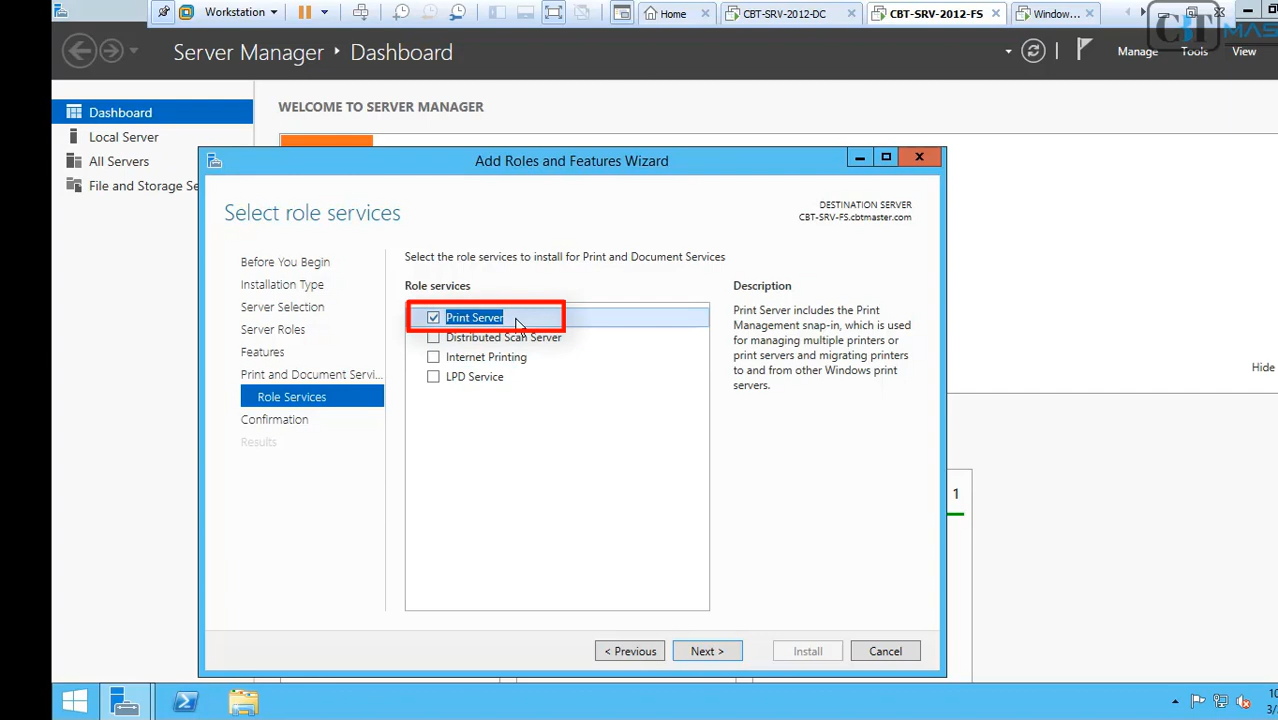 Workstation
Home
CBT-SRV-2012-DC
CBT-SRV-2012-FS
Window...
CBT MAS
Server Manager ‣ Dashboard
Manage
Tools
View
Dashboard
Local Server
All Servers
File and Storage Se
WELCOME TO SERVER MANAGER
Hide
1
Add Roles and Features Wizard
Select role services
DESTINATION SERVER
CBT-SRV-FS.cbtmaster.com
Before You Begin
Installation Type
Server Selection
Server Roles
Features
Print and Document Servi...
Role Services
Confirmation
Results
Select the role services to install for Print and Document Services
Role services
Print Server
Distributed Scan Server
Internet Printing
LPD Service
Description
Print Server includes the Print
Management snap-in, which is used
for managing multiple printers or
print servers and migrating printers
to and from other Windows print
servers.
< Previous
Next >
Install
Cancel
10
3/